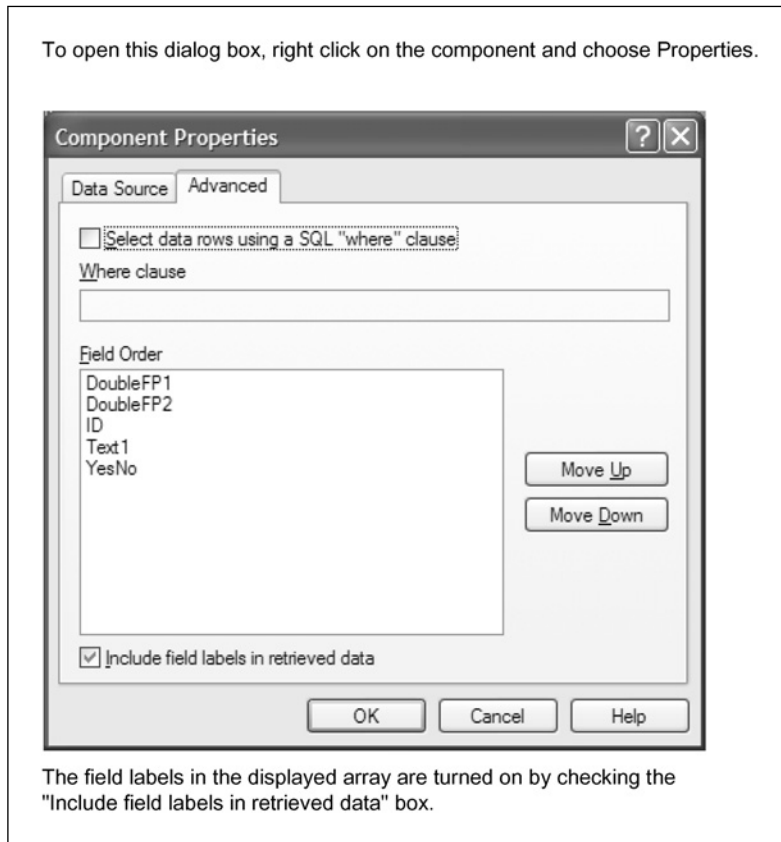 To open this dialog box, right click on the component and choose Properties.
Component Properties
Data Source
Advanced
Select data rows using a SQL "where" clause
Where clause
Field Order
DoubleFP1
DoubleFP2
ID
Text1
YesNo
Move Up
Move Down
Include field labels in retrieved data
OK
Cancel
Help
The field labels in the displayed array are turned on by checking the
"Include field labels in retrieved data" box.